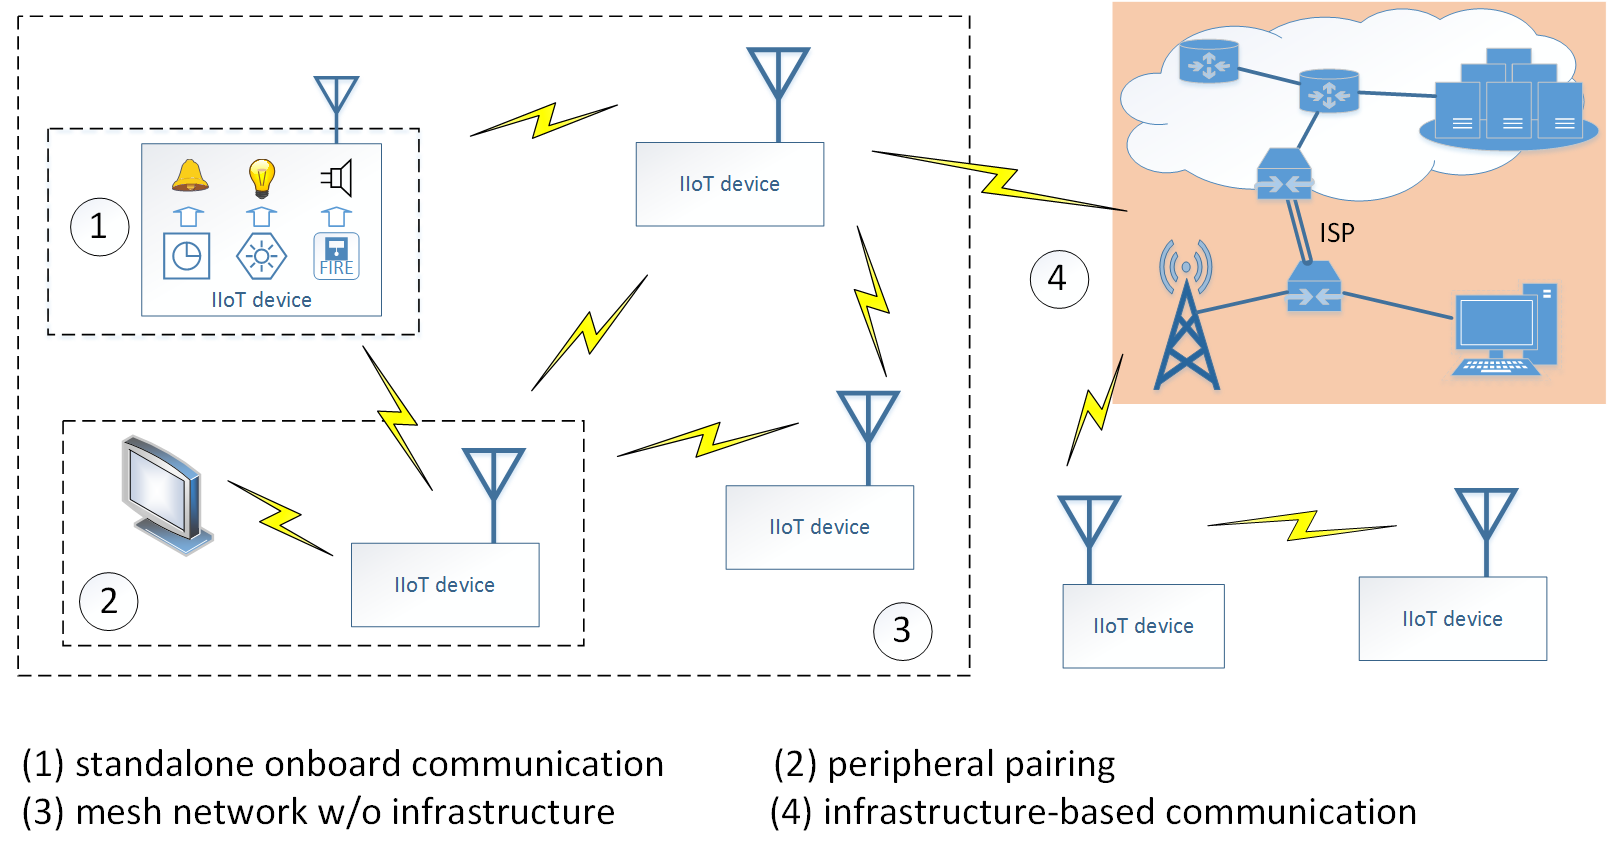 IIoT device
ISP
1
FIRE
IIoT device
4
IIoT device
IIoT device
2
3
IIoT device
IIoT device
(1) standalone onboard communication
(2) peripheral pairing
(3) mesh network w/o infrastructure
(4) infrastructure-based communication